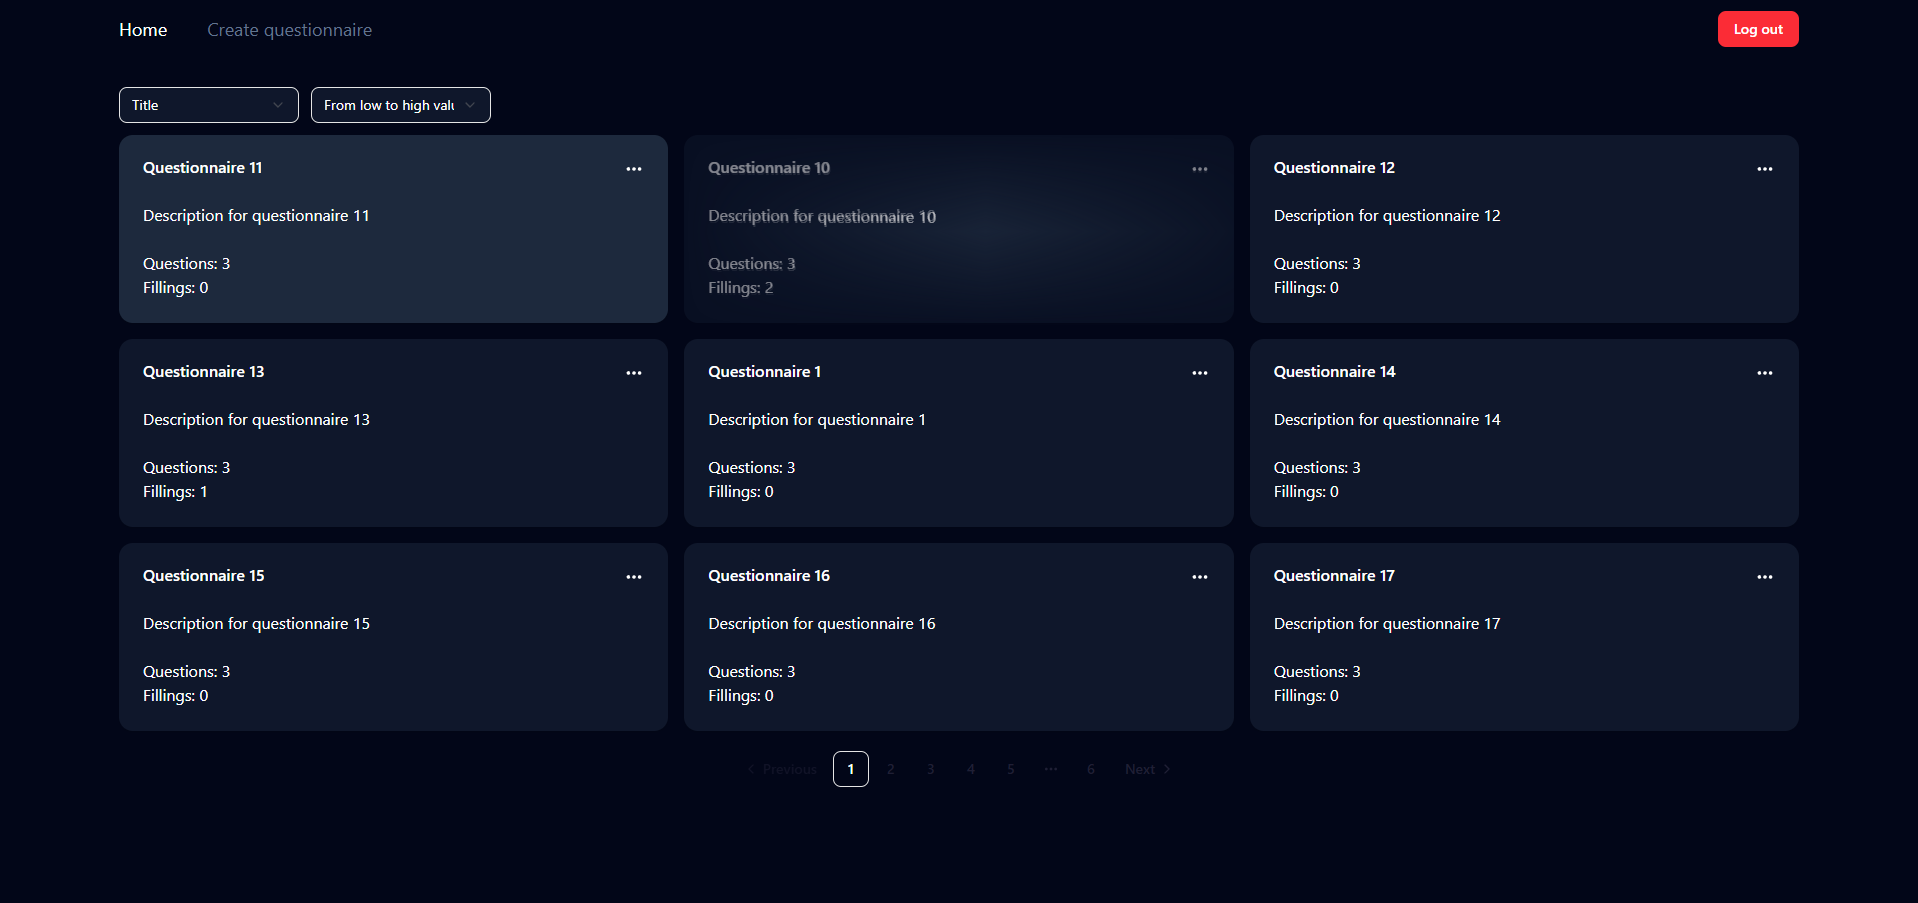 Home Create questionnaire Log out
Title From low to high valu
Questionnaire 11
Description for questionnaire 11
Questions: 3
Fillings: 0
Questionnaire 10
Description for questionnaire 10
Questions: 3
Fillings: 2
Questionnaire 12
Description for questionnaire 12
Questions: 3
Fillings: 0
Questionnaire 13
Description for questionnaire 13
Questions: 3
Fillings: 1
Questionnaire 1
Description for questionnaire 1
Questions: 3
Fillings: 0
Questionnaire 14
Description for questionnaire 14
Questions: 3
Fillings: 0
Questionnaire 15
Description for questionnaire 15
Questions: 3
Fillings: 0
Questionnaire 16
Description for questionnaire 16
Questions: 3
Fillings: 0
Questionnaire 17
Description for questionnaire 17
Questions: 3
Fillings: 0
Previous 1 2 3 4 5 ··· 6 Next